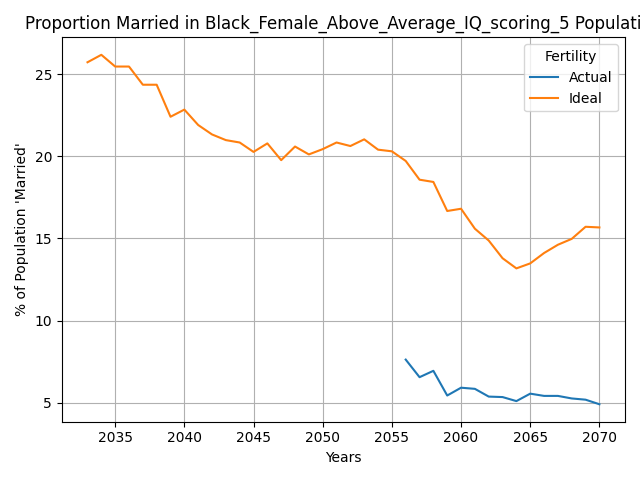 Proportion Married in Black_Female_Above_Average_IQ_scoring_5 Populati
Fertility
Actual
Ideal
% of Population 'Married'
25
20
15
10
5
2035 2040 2045 2050 2055 2060 2065 2070
Years